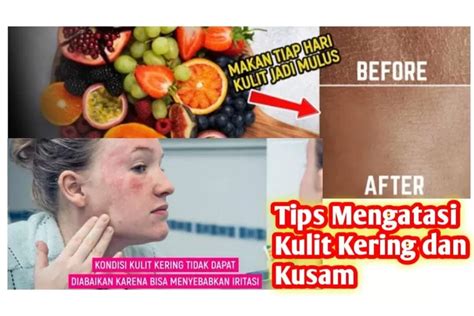 MAKAN TIAP HARI
KULIT JADI MULUS
BEFORE
AFTER
Tips Mengatasi
Kulit Kering dan
Kusam
KONDISI KULIT KERING TIDAK DAPAT
DIABAIKAN KARENA BISA MENYEBABKAN IRITASI